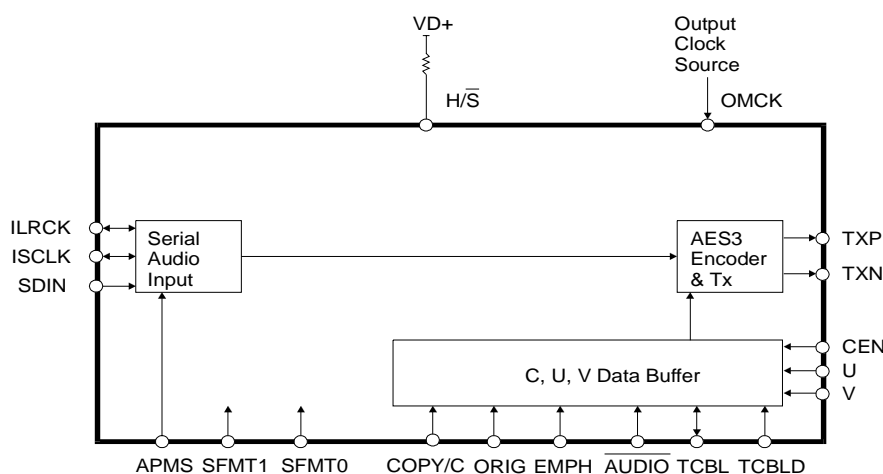 VD+
Output
Clock
Source
H/S̅
OMCK
ILRCK
ISCLK
SDIN
Serial
Audio
Input
AES3
Encoder
& Tx
TXP
TXN
C, U, V Data Buffer
CEN
U
V
APMS SFMT1 SFMT0 COPY/C ORIG EMPH A̅U̅D̅I̅O̅ TCBL TCBLD